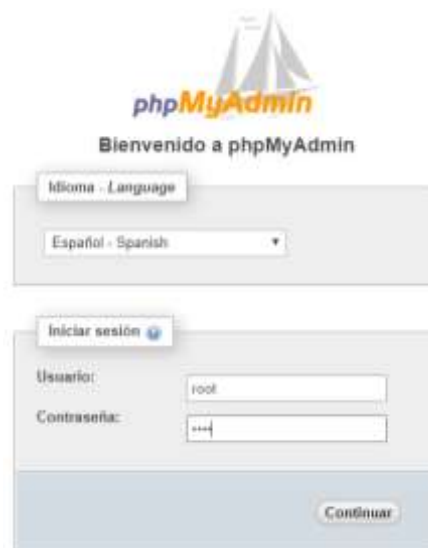 phpMyAdmin
Bienvenido a phpMyAdmin
Idioma - Language
Español - Spanish
Iniciar sesión
Usuario:
root
Contraseña:
••••
Continuar